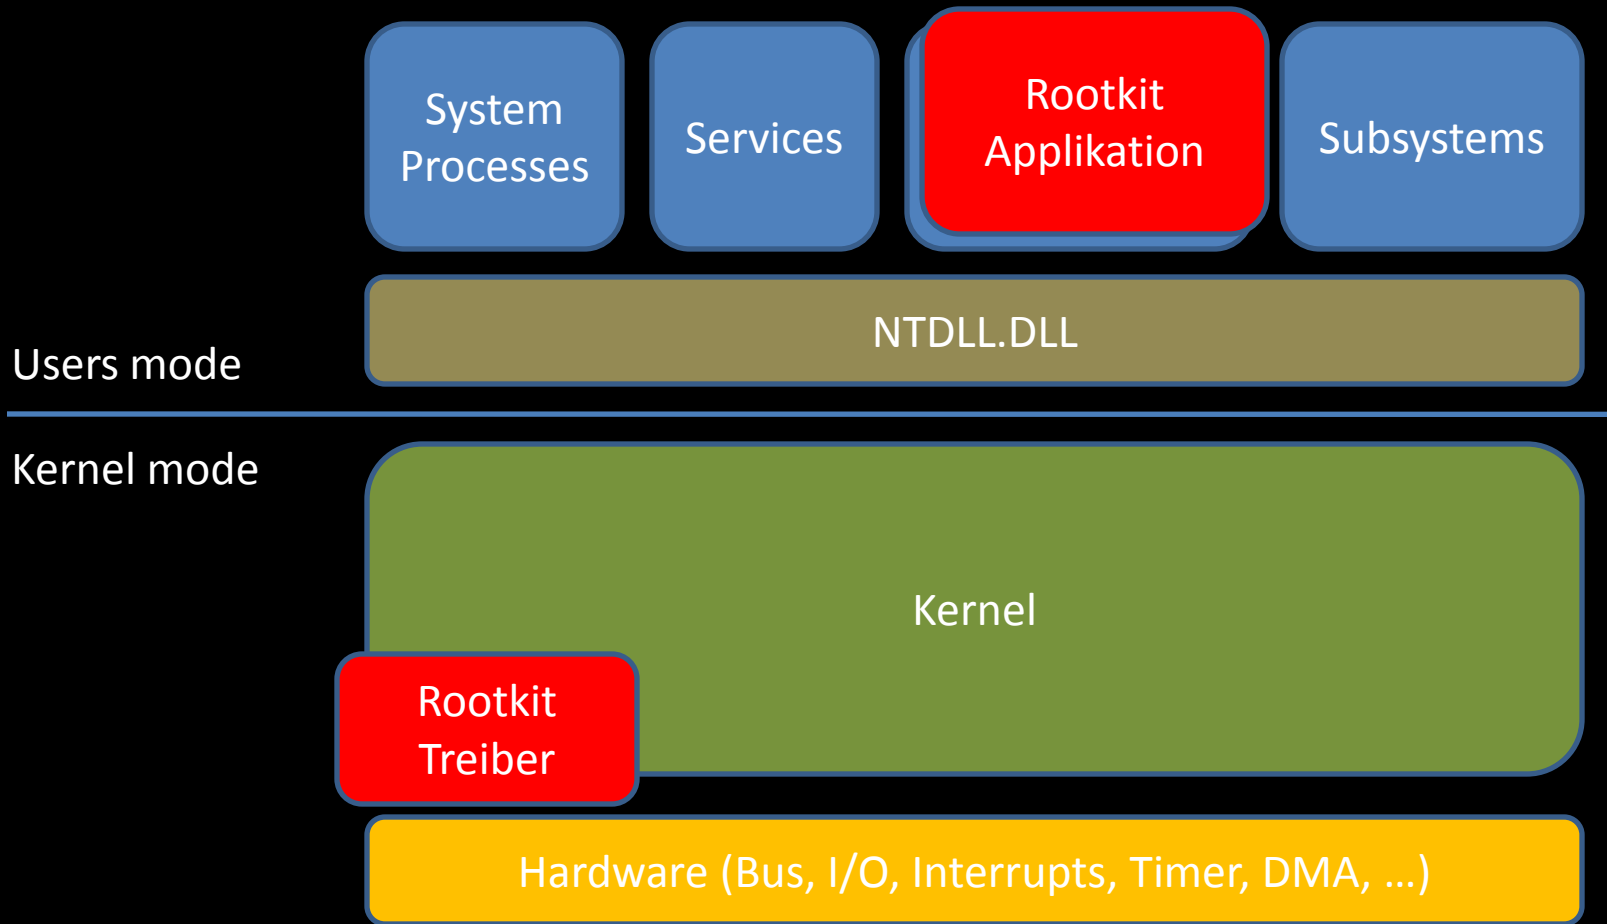 System
Processes
Services
Rootkit
Applikation
Subsystems
NTDLL.DLL
Users mode
Kernel mode
Kernel
Rootkit
Treiber
Hardware (Bus, I/O, Interrupts, Timer, DMA, ...)